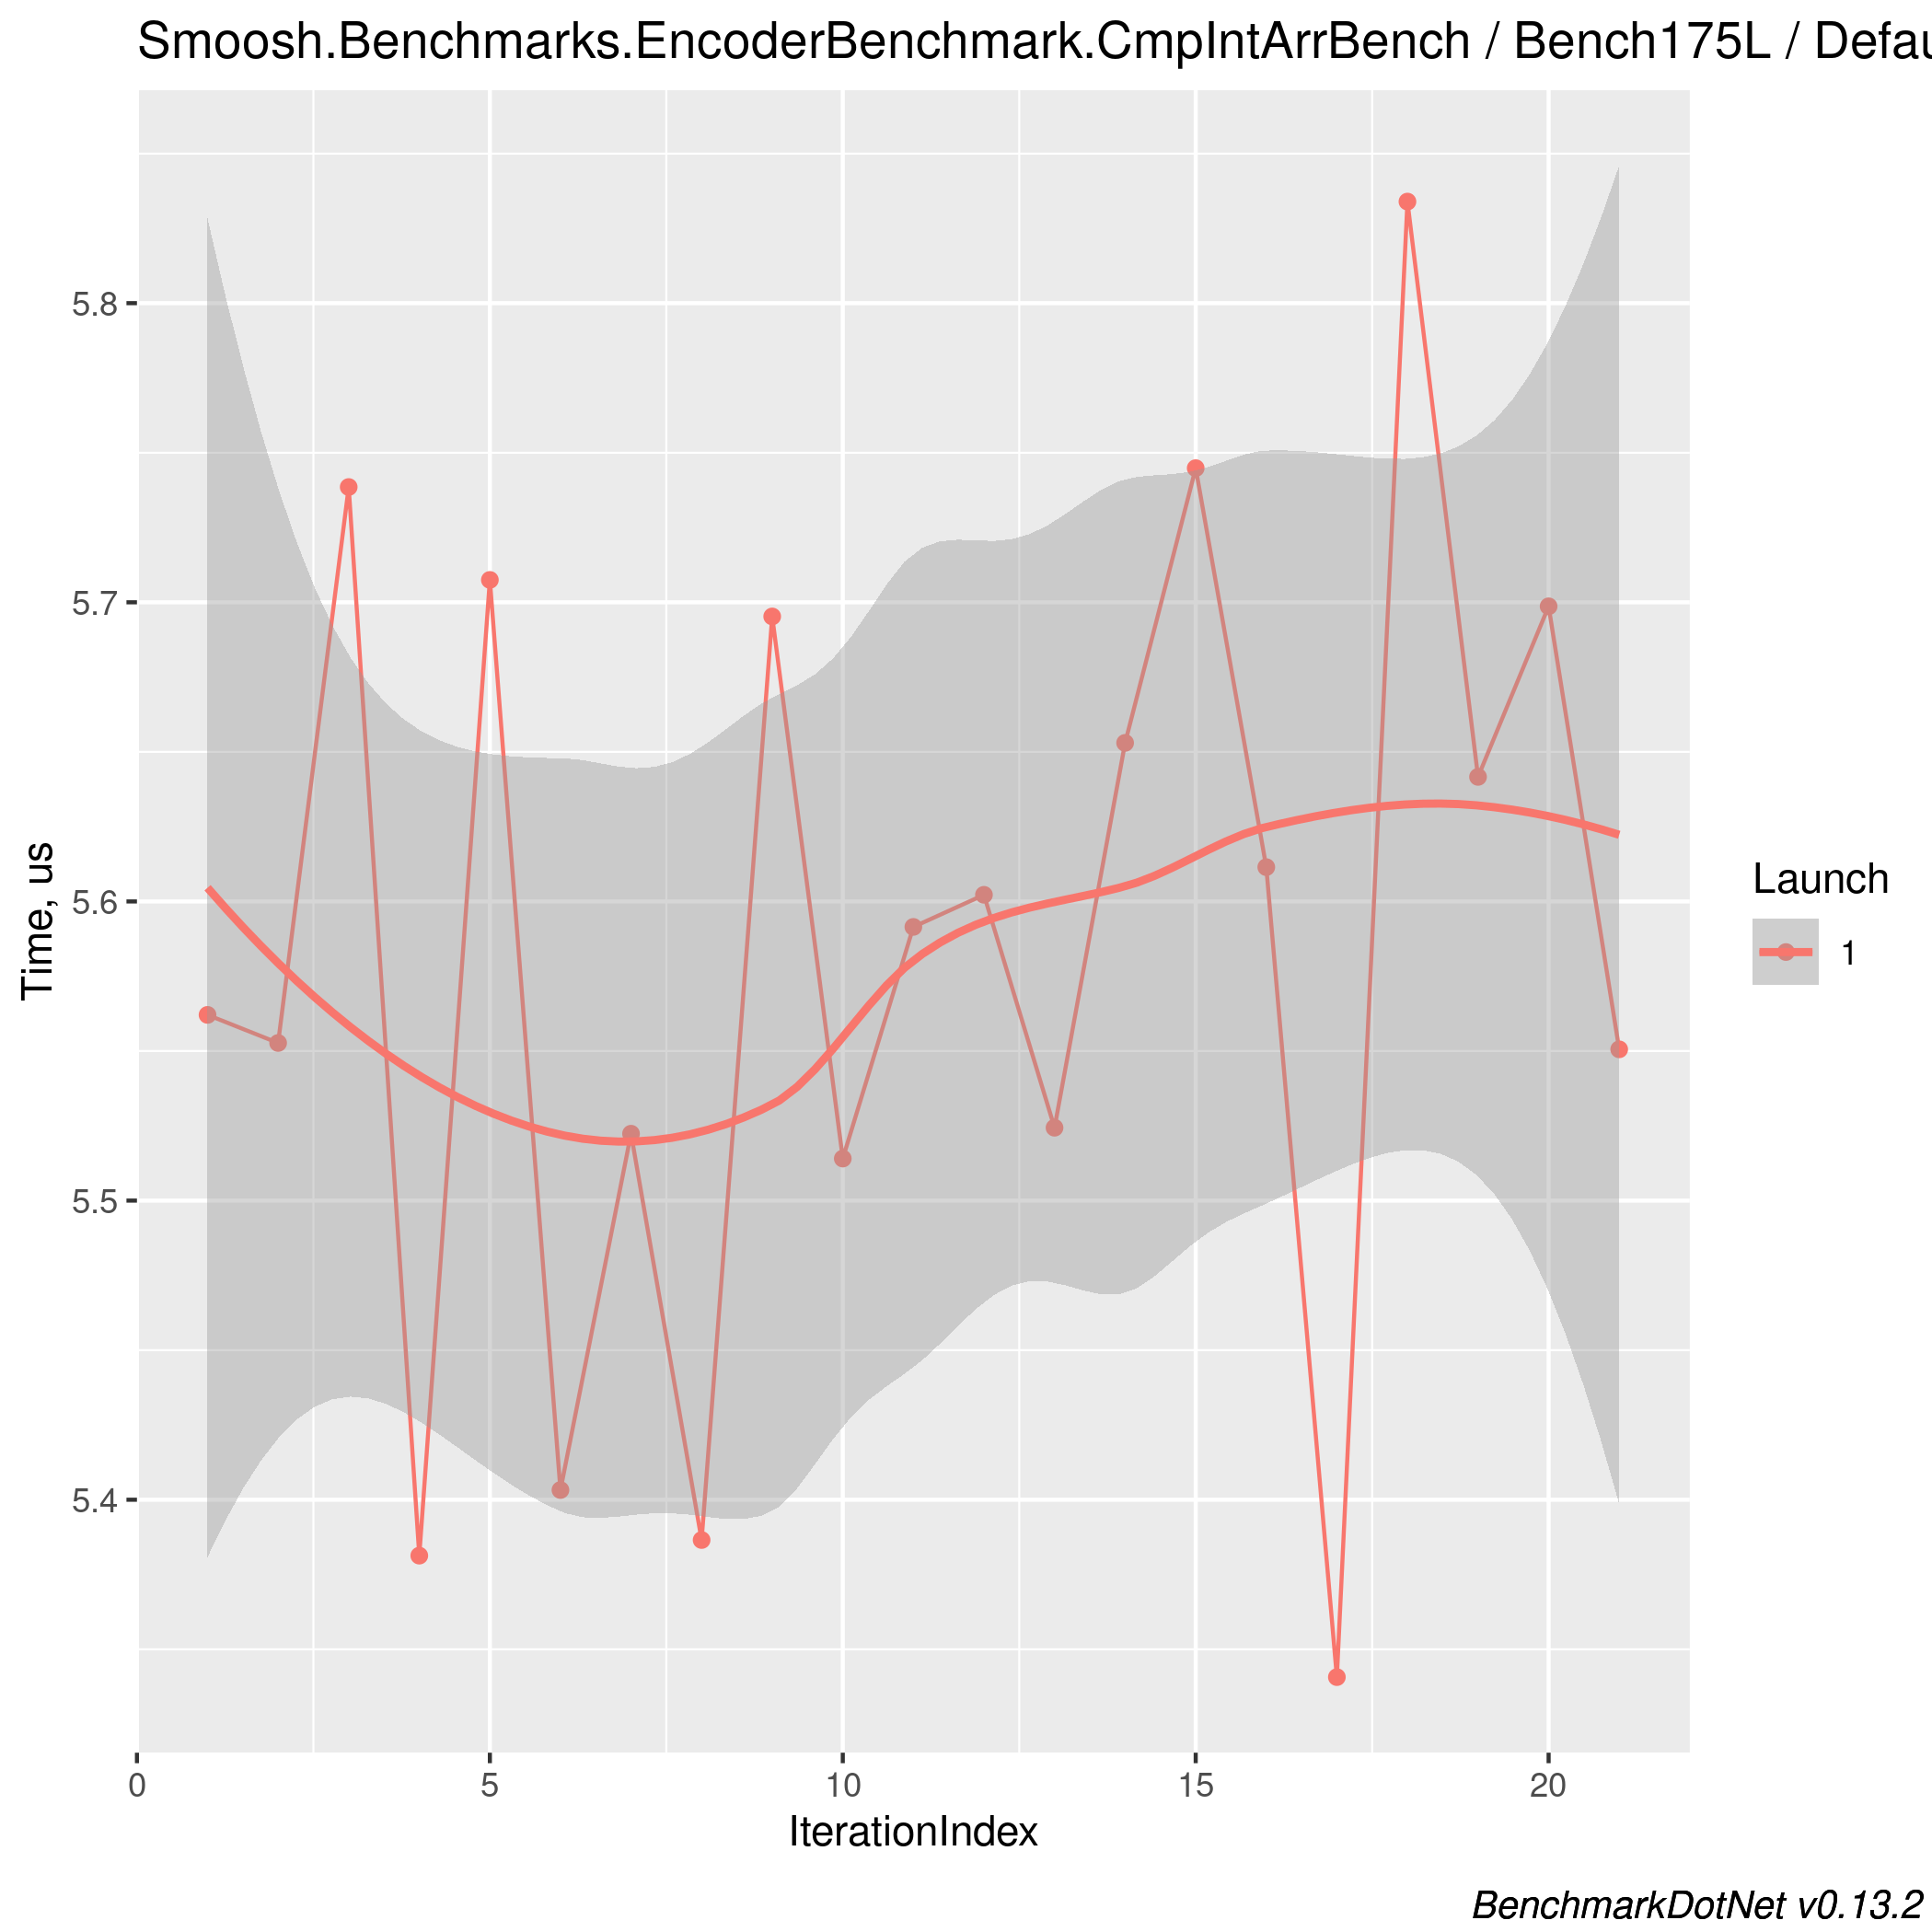 Smoosh.Benchmarks.EncoderBenchmark.CmpIntArrBench / Bench175L / Defau
5.8
5.7
5.6
5.5
5.4
Time, us
0 5 10 15 20
IterationIndex
Launch
1
BenchmarkDotNet v0.13.2